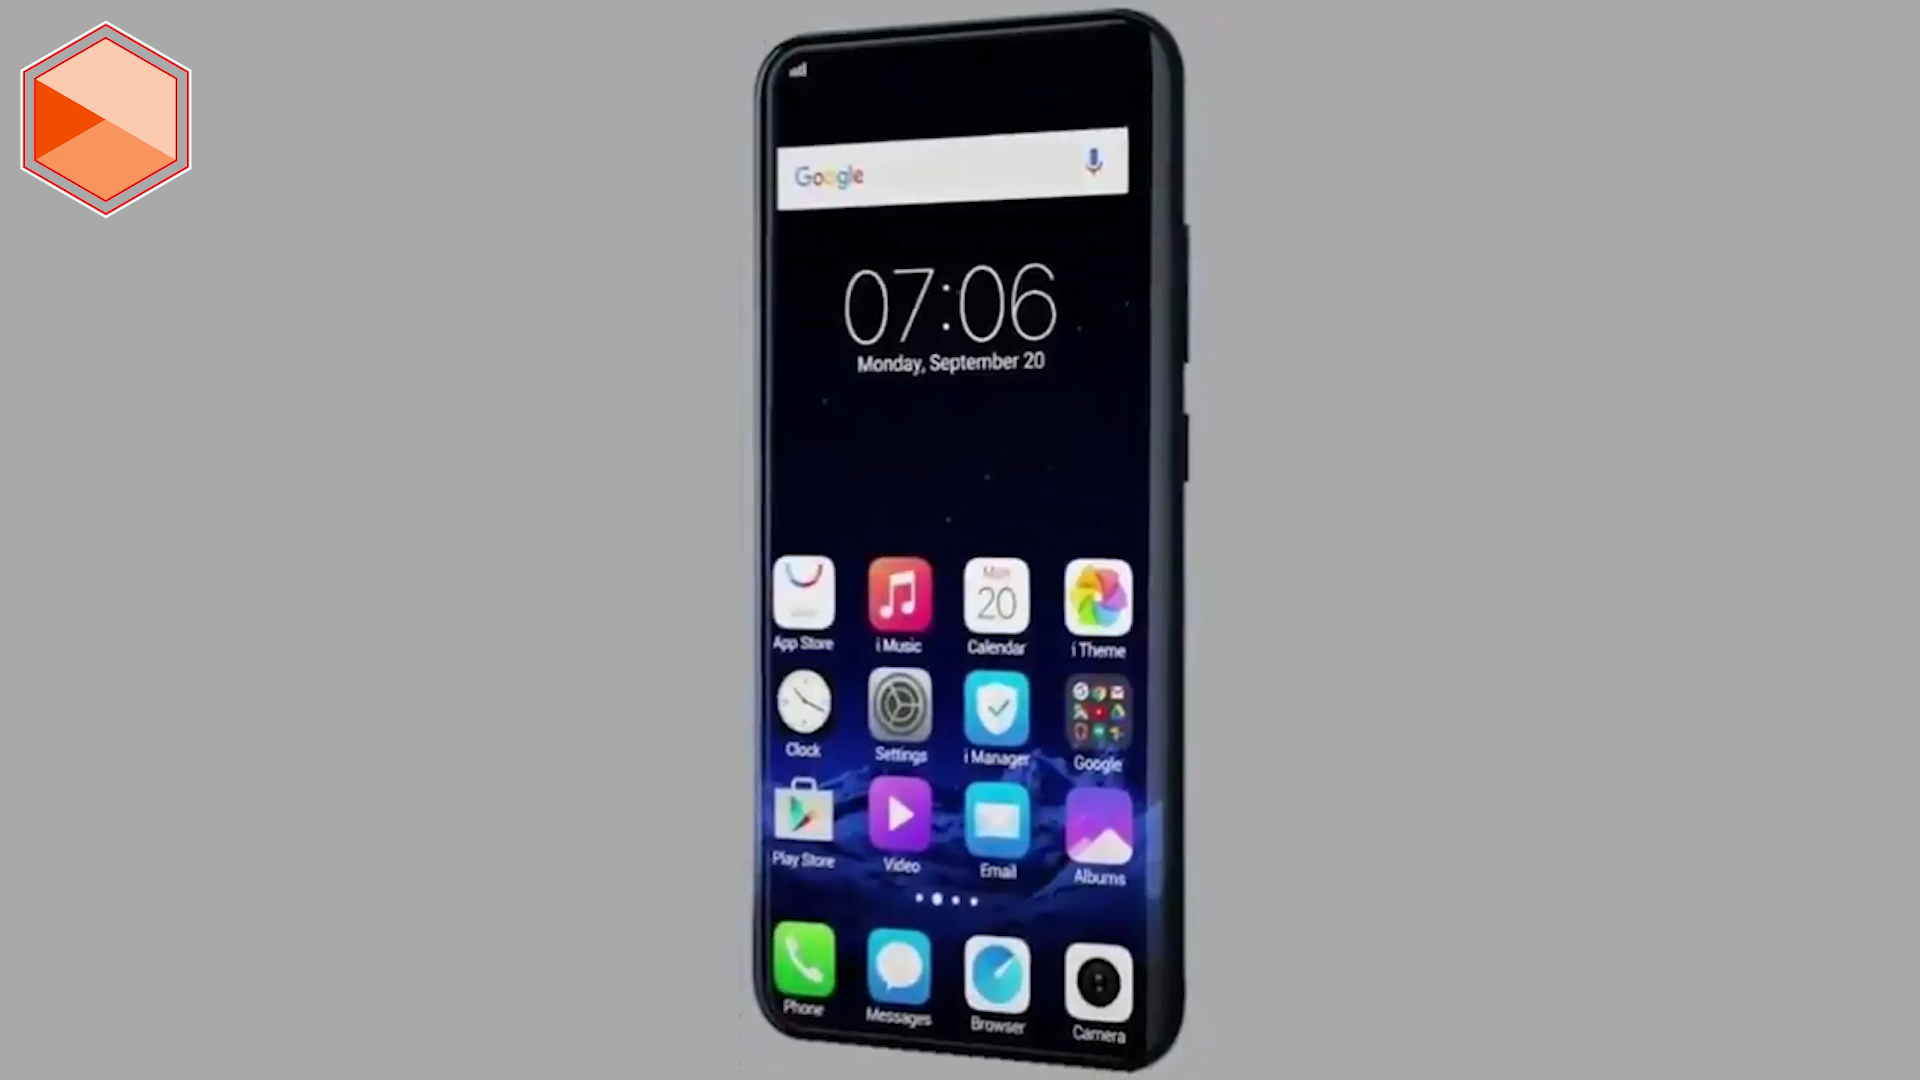 Google
07:06
Monday, September 20
Mon
20
App Store
i Music
Calendar
i Theme
Clock
Settings
i Manager
Google
Play Store
Video
Email
Albums
Phone
Messages
Browser
Camera